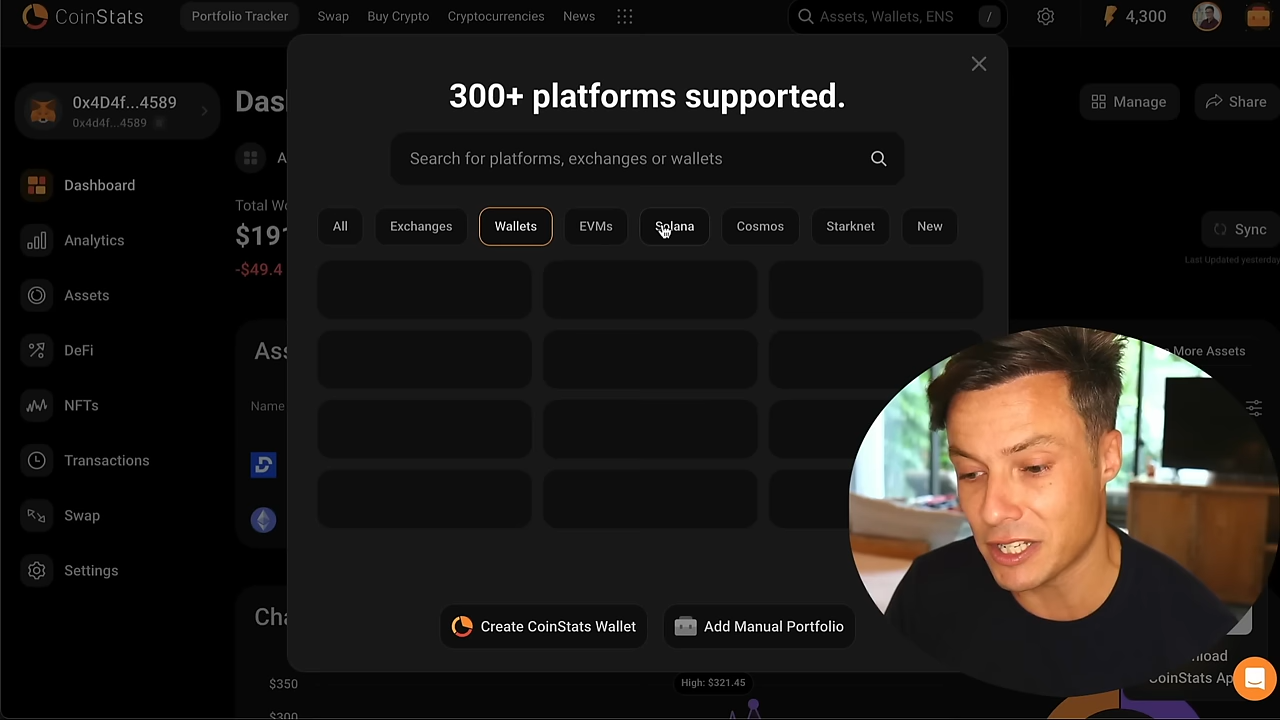 CoinStats
Portfolio Tracker
Swap
Buy Crypto
Cryptocurrencies
News
Assets, Wallets, ENS
/
4,300
0x4D4f...4589
0x4d4f...4589
Dashboard
Analytics
Assets
DeFi
NFTs
Transactions
Swap
Settings
Das
A
Total Wo
$191
-$49.4
Manage
Share
Sync
Last Updated yesterday
300+ platforms supported.
Search for platforms, exchanges or wallets
All
Exchanges
Wallets
EVMs
Solana
Cosmos
Starknet
New
Ass
Name
More Assets
Create CoinStats Wallet
Add Manual Portfolio
Cha
$350
$300
High: $321.45
nload
CoinStats Ap